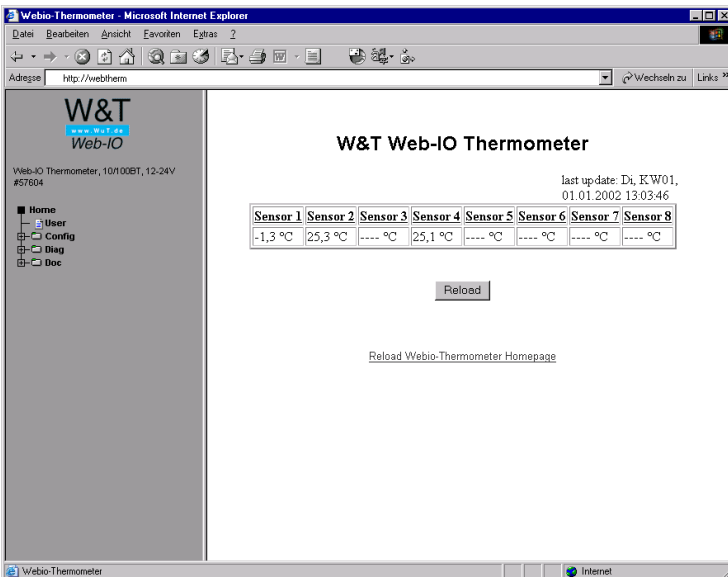 Webio-Thermometer - Microsoft Internet Explorer
Datei Bearbeiten Ansicht Favoriten Extras ?
Adresse http://webtherm Wechseln zu Links »
W&T
www.WuT.de
Web-IO
Web-IO Thermometer, 10/100BT, 12-24V
#57604
Home
User
Config
Diag
Doc
W&T Web-IO Thermometer
last update: Di, KW01,
01.01.2002 13:03:46
Sensor 1 Sensor 2 Sensor 3 Sensor 4 Sensor 5 Sensor 6 Sensor 7 Sensor 8
-1,3 °C 25,3 °C ---- °C 25,1 °C ---- °C ---- °C ---- °C ---- °C
Reload
Reload Webio-Thermometer Homepage
Webio-Thermometer Internet